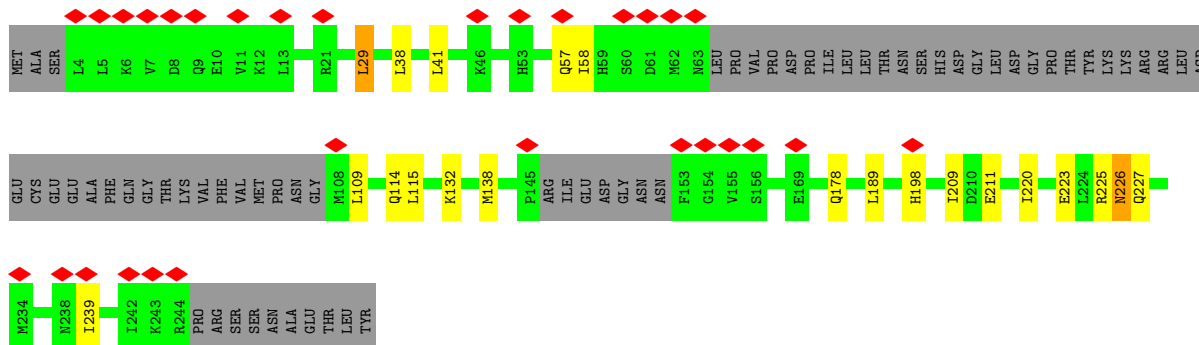 MET ALA SER L4 L5 K6 V7 D8 Q9 E10 V11 K12 L13 R21 L29 L38 L41 K46 H53 Q57 I58 H59 S60 D61 M62 N63 LEU PRO VAL PRO ASP PRO ILE LEU LEU THR ASN SER HIS ASP GLY LEU ASP GLY PRO THR TYR LYS LYS ARG ARG LEU ASP
GLU CYS GLU GLU ALA PHE GLN GLY THR LYS VAL PHE VAL MET PRO ASN GLY M108 L109 Q114 L115 K132 M138 P145 ARG ILE GLU ASP GLY ASN ASN F153 G154 V155 S156 E169 Q178 L189 H198 I209 D210 E211 I220 E223 L224 R225 N226 Q227
M234 N238 I239 I242 K243 R244 PRO ARG SER SER ASN ALA GLU THR LEU TYR